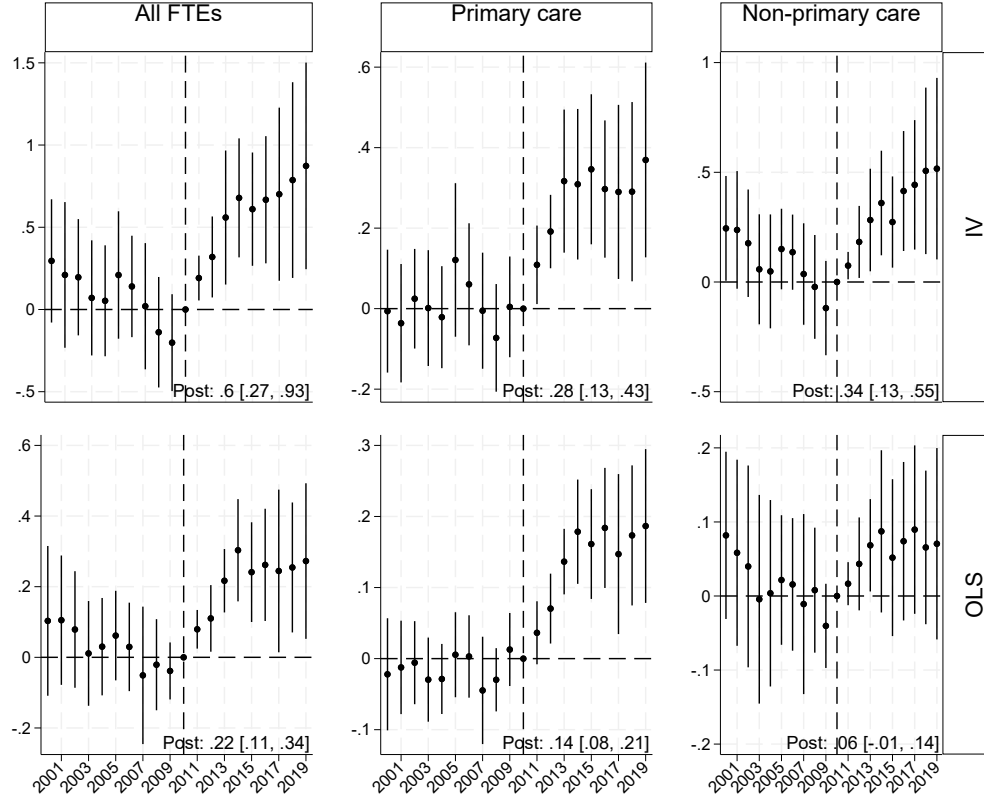 All FTEs
Primary care
Non-primary care
1.5
1
.5
0
-.5
Post: .6 [.27, .93]
.6
.4
.2
0
-.2
Post: .28 [.13, .43]
1
.5
0
-.5
Post: .34 [.13, .55]
IV
.6
.4
.2
0
-.2
Post: .22 [.11, .34]
.3
.2
.1
0
-.1
Post: .14 [.08, .21]
.2
.1
0
-.1
-.2
Post: .06 [-.01, .14]
OLS
2001 2003 2005 2007 2009 2011 2013 2015 2017 2019
2001 2003 2005 2007 2009 2011 2013 2015 2017 2019
2001 2003 2005 2007 2009 2011 2013 2015 2017 2019